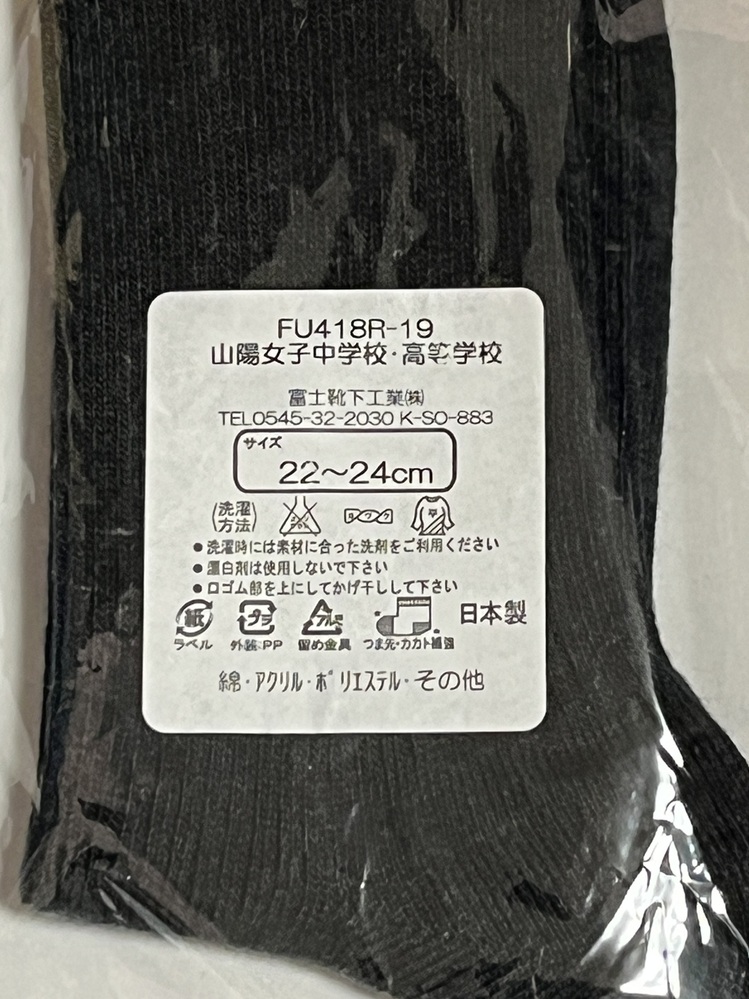 FU418R-19
山陽女子中学校・高等学校
富士靴下工業㈱
TEL0545-32-2030 K-SO-883
サイズ
22～24cm
(洗濯方法)
●洗濯時には素材に合った洗剤をご利用ください
●漂白剤は使用しないで下さい
●口ゴム部を上にしてかげ干しして下さい
紙 プラ アルミ 日本製
ラベル 外装:PP 留め金具 つま先・カカト補強
綿・アクリル・ポリエステル・その他